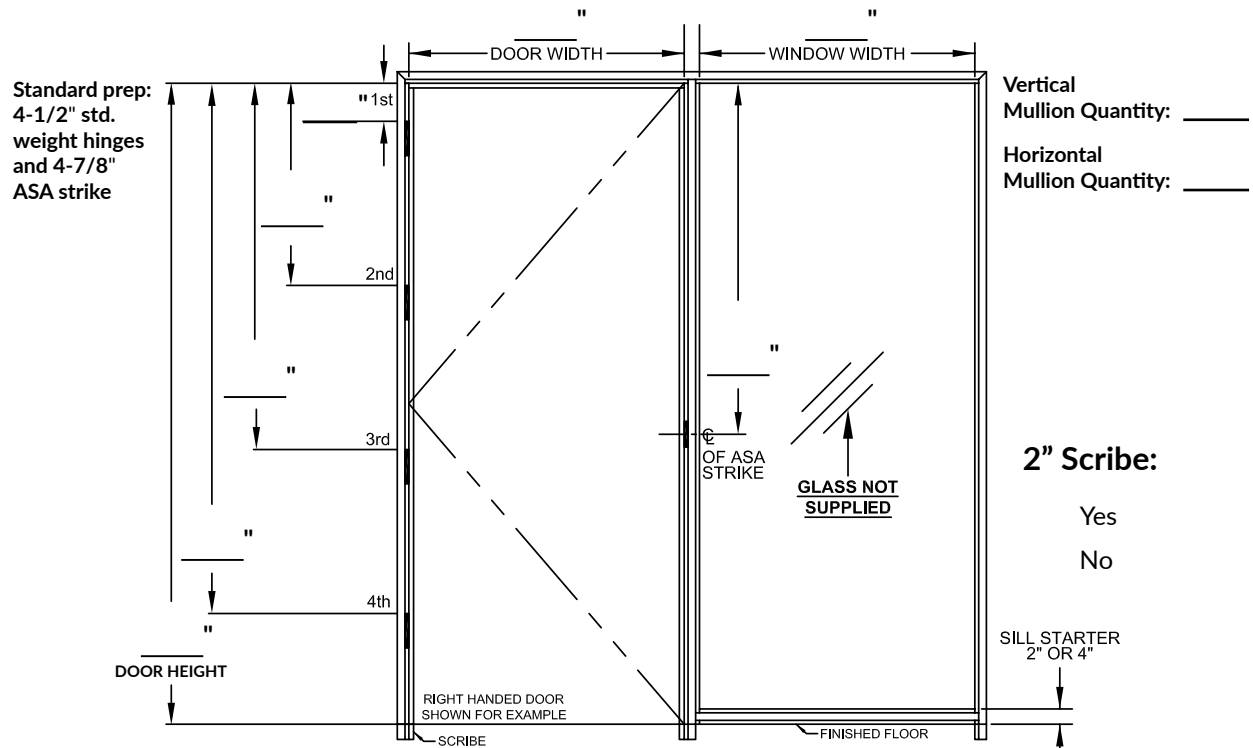 "
DOOR WIDTH
"
WINDOW WIDTH
Standard prep:
4-1/2" std.
weight hinges
and 4-7/8"
ASA strike
" 1st
"
2nd
"
3rd
"
4th
"
DOOR HEIGHT
RIGHT HANDED DOOR
SHOWN FOR EXAMPLE
SCRIBE
"
℄
OF ASA
STRIKE
GLASS NOT
SUPPLIED
FINISHED FLOOR
Vertical
Mullion Quantity: ______
Horizontal
Mullion Quantity: ______
2” Scribe:
Yes
No
SILL STARTER
2" OR 4"